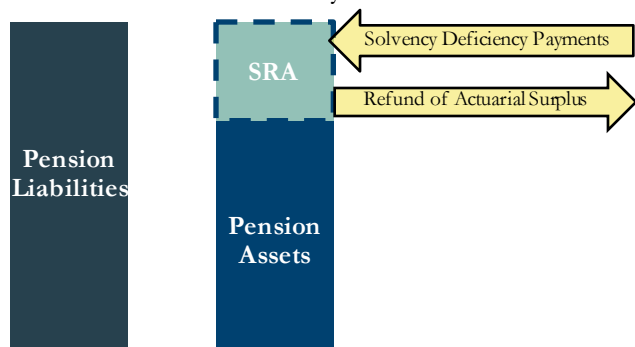 Solvency Deficiency Payments
SRA
Refund of Actuarial Surplus
Pension
Liabilities
Pension
Assets